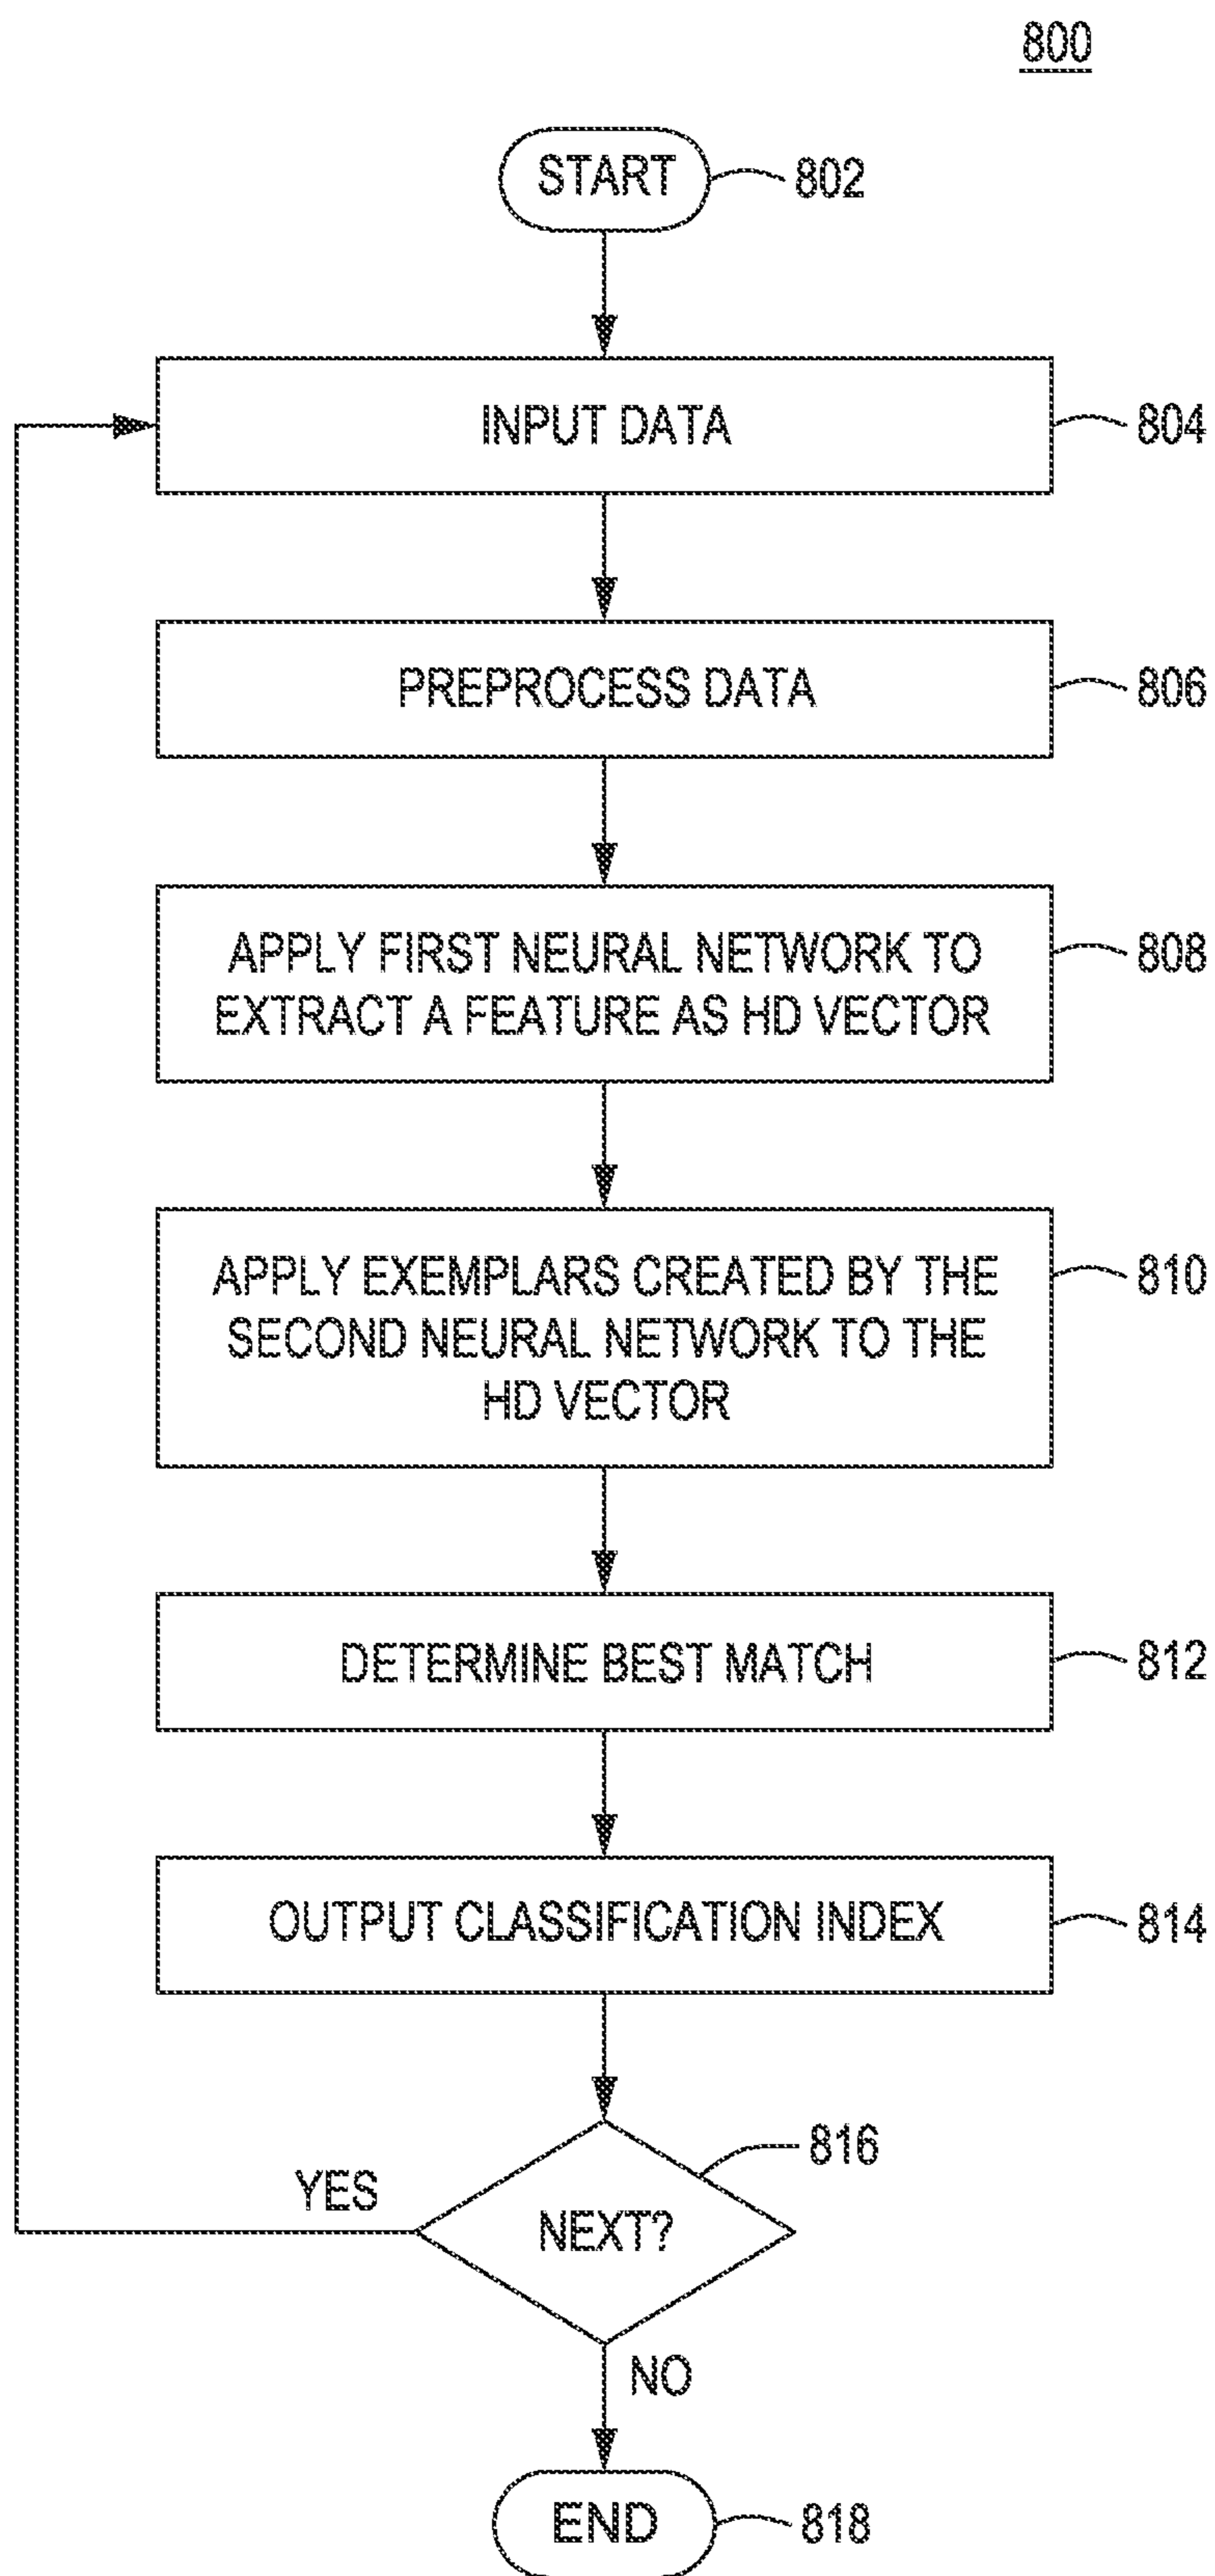 800
START
802
INPUT DATA
804
PREPROCESS DATA
806
APPLY FIRST NEURAL NETWORK TO
EXTRACT A FEATURE AS HD VECTOR
808
APPLY EXEMPLARS CREATED BY THE
SECOND NEURAL NETWORK TO THE
HD VECTOR
810
DETERMINE BEST MATCH
812
OUTPUT CLASSIFICATION INDEX
814
816
YES
NEXT?
NO
END
818